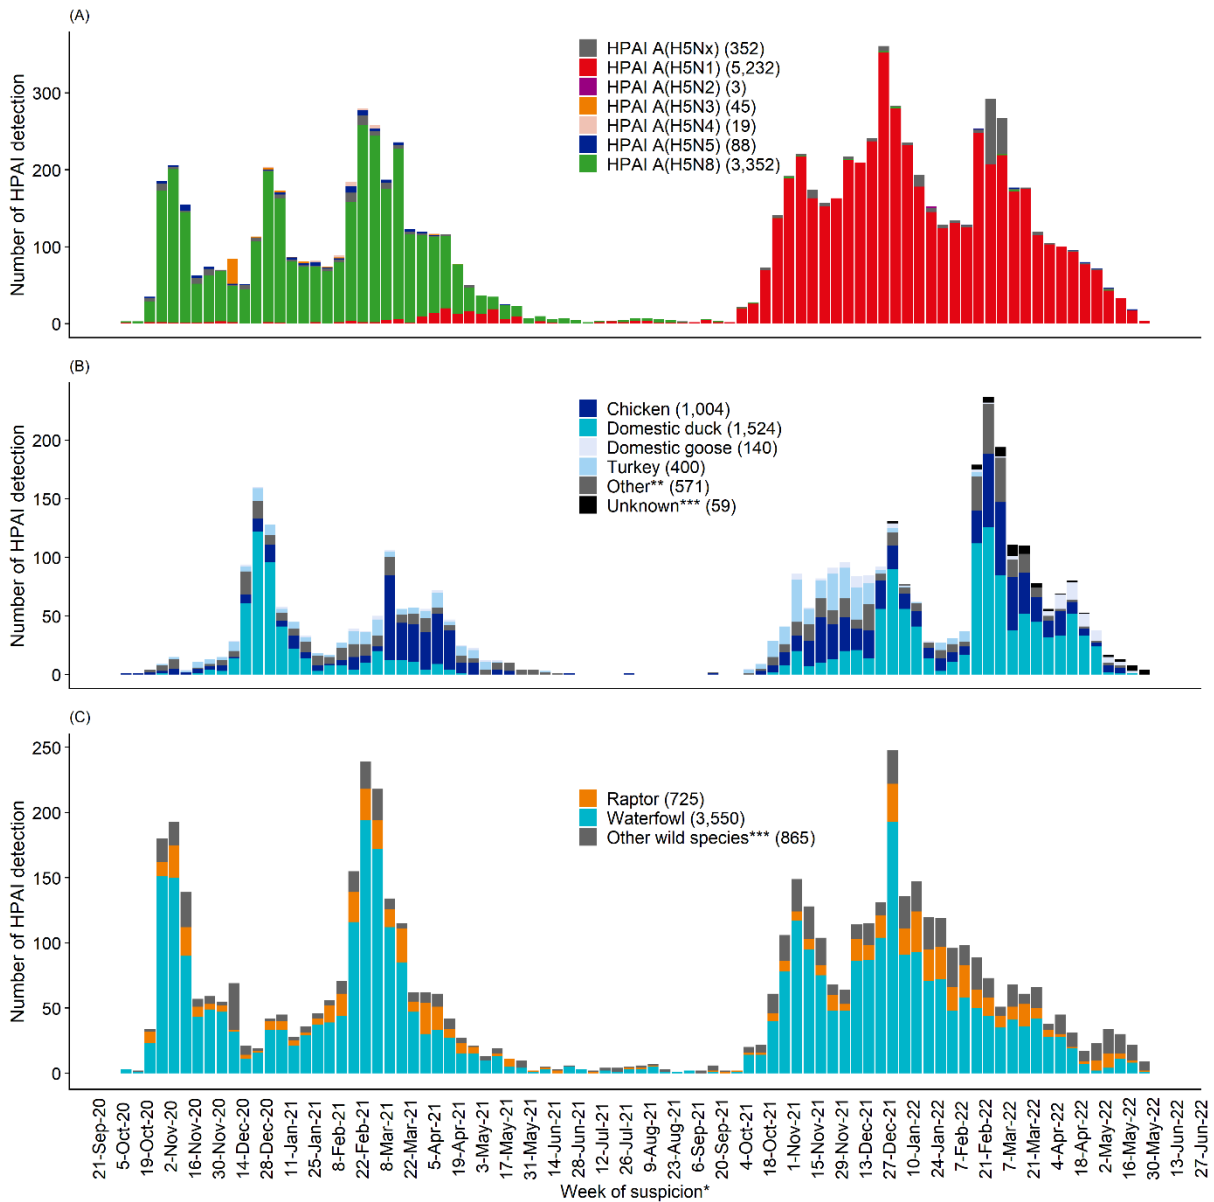 (A)
Number of HPAI detection
300
200
100
0
HPAI A(H5Nx) (352)
HPAI A(H5N1) (5,232)
HPAI A(H5N2) (3)
HPAI A(H5N3) (45)
HPAI A(H5N4) (19)
HPAI A(H5N5) (88)
HPAI A(H5N8) (3,352)
(B)
Number of HPAI detection
200
150
100
50
0
Chicken (1,004)
Domestic duck (1,524)
Domestic goose (140)
Turkey (400)
Other** (571)
Unknown*** (59)
(C)
Number of HPAI detection
250
200
150
100
50
0
Raptor (725)
Waterfowl (3,550)
Other wild species*** (865)
21-Sep-20
5-Oct-20
19-Oct-20
2-Nov-20
16-Nov-20
30-Nov-20
14-Dec-20
28-Dec-20
11-Jan-21
25-Jan-21
8-Feb-21
22-Feb-21
8-Mar-21
22-Mar-21
5-Apr-21
19-Apr-21
3-May-21
17-May-21
31-May-21
14-Jun-21
28-Jun-21
12-Jul-21
26-Jul-21
9-Aug-21
23-Aug-21
6-Sep-21
20-Sep-21
4-Oct-21
18-Oct-21
1-Nov-21
15-Nov-21
29-Nov-21
13-Dec-21
27-Dec-21
10-Jan-22
24-Jan-22
7-Feb-22
21-Feb-22
7-Mar-22
21-Mar-22
4-Apr-22
18-Apr-22
2-May-22
16-May-22
30-May-22
13-Jun-22
27-Jun-22
Week of suspicion*